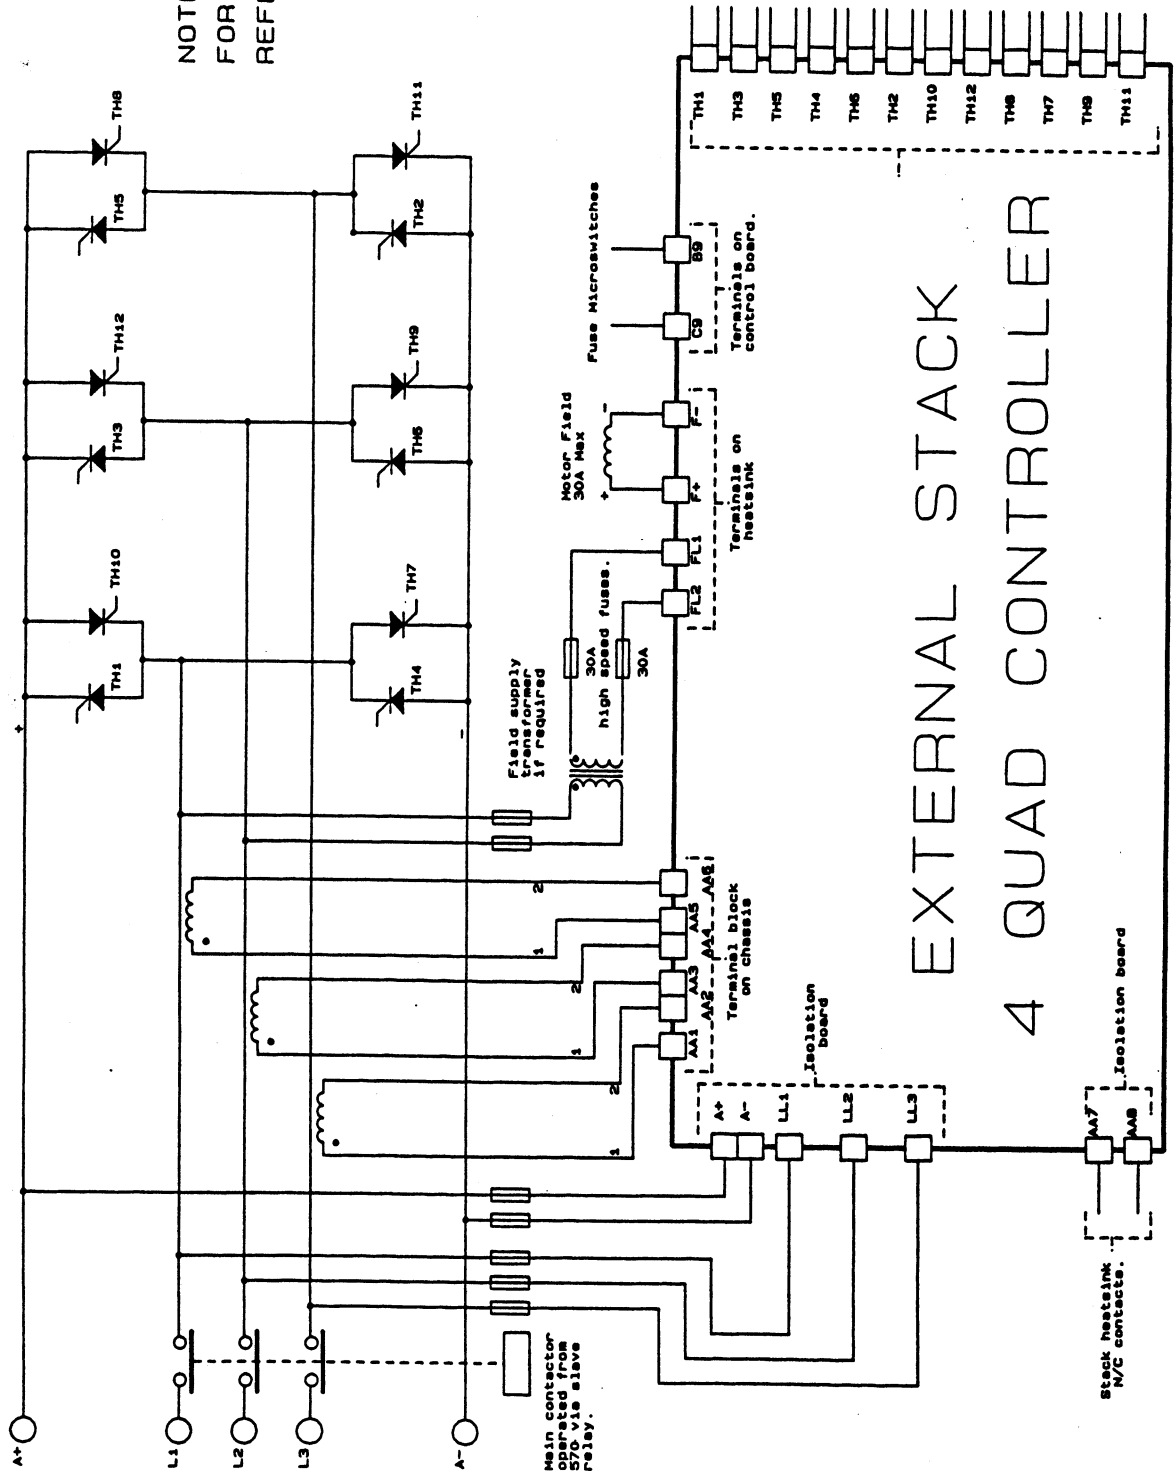 NOTE
FOR
REFE
TH8
TH5
TH11
TH2
TH12
TH3
TH9
TH6
TH10
TH1
TH7
TH4
+
-
A+
L1
L2
L3
A-
Main contactor
operated from
570 via slave
relay.
Field supply
transformer
if required
30A
30A
high speed fuses.
Motor Field
30A Max
+
-
Fuse Microswitches
1
2
1
2
1
2
AA1
AA2
AA3
AA4
AA5
AA6
Terminal block
on chassis
FL2
FL1
F+
F-
Terminals on
heatsink
C9
B9
Terminals on
control board.
TH1
TH3
TH5
TH4
TH6
TH2
TH10
TH12
TH8
TH7
TH9
TH11
A+
A-
LL1
LL2
LL3
Isolation
board
EXTERNAL STACK
4 QUAD CONTROLLER
AA7
AA8
Isolation board
Stack heatsink
N/C contacts.